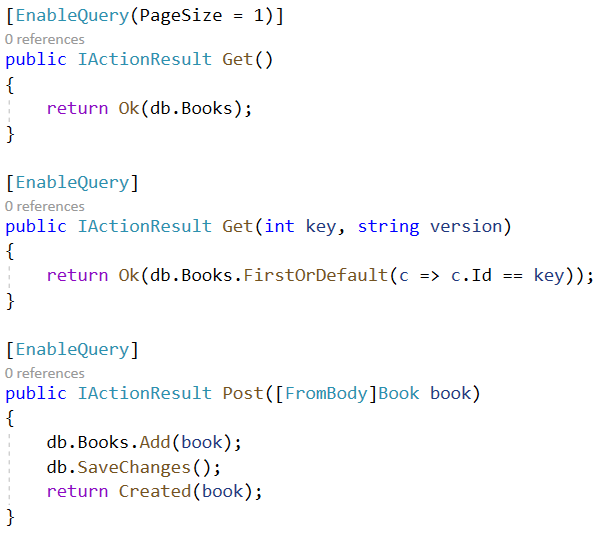 [EnableQuery(PageSize = 1)]
0 references
public IActionResult Get()
{
    return Ok(db.Books);
}

[EnableQuery]
0 references
public IActionResult Get(int key, string version)
{
    return Ok(db.Books.FirstOrDefault(c => c.Id == key));
}

[EnableQuery]
0 references
public IActionResult Post([FromBody]Book book)
{
    db.Books.Add(book);
    db.SaveChanges();
    return Created(book);
}